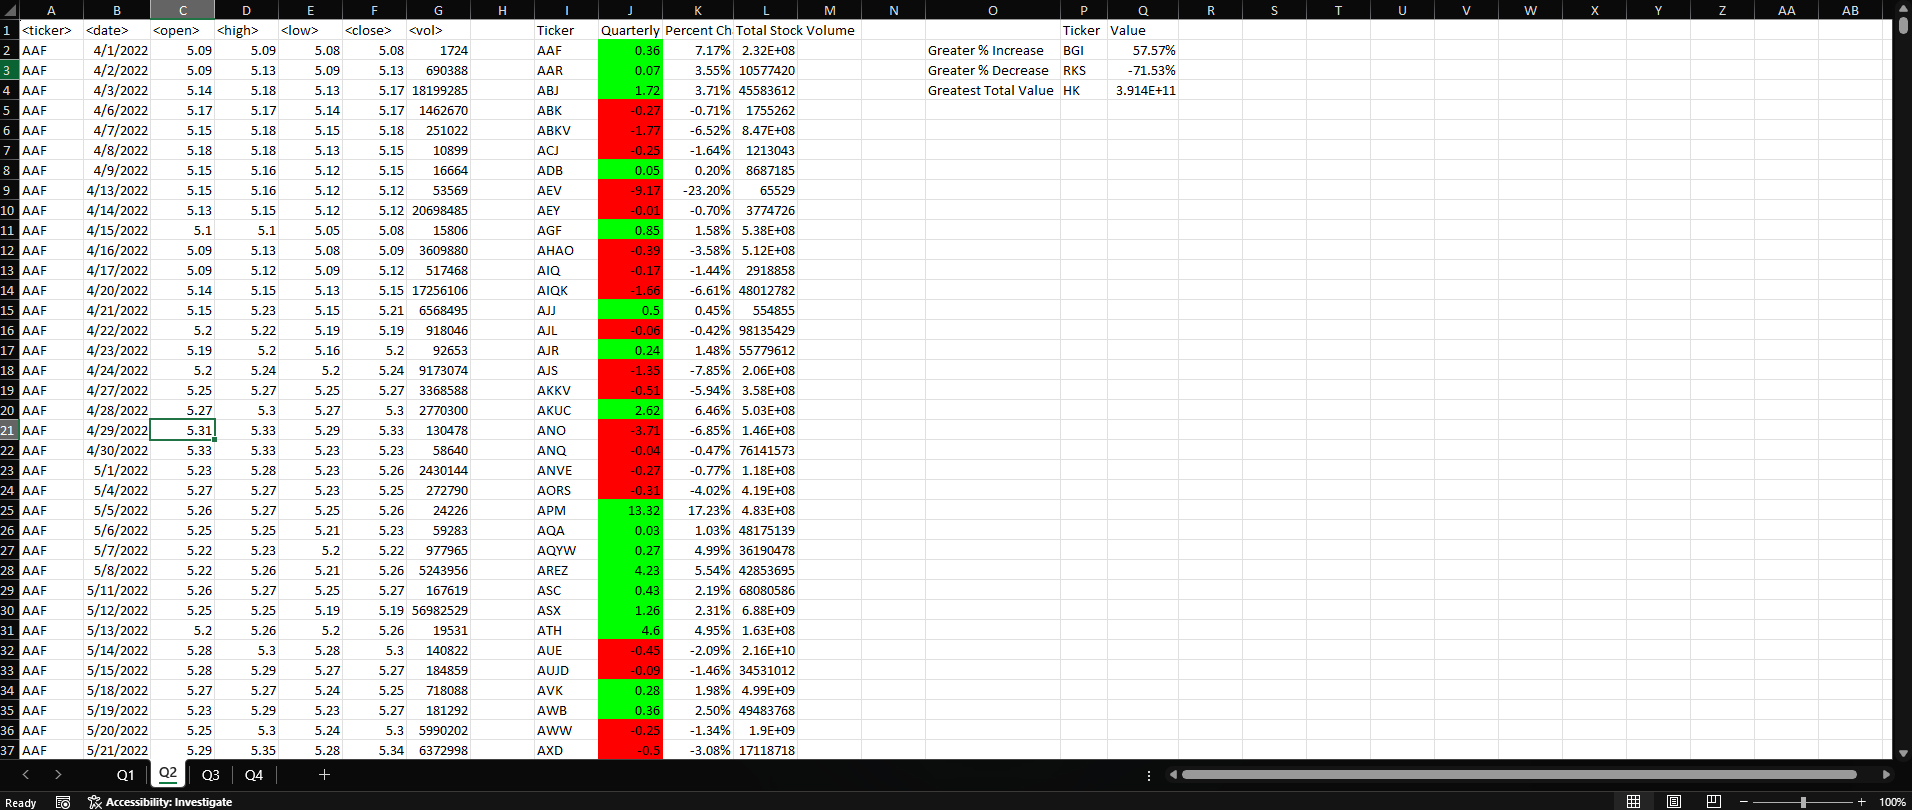 A B C D E F G H I J K L M N O P Q R S T U V W X Y Z AA AB
1 <ticker> <date> <open> <high> <low> <close> <vol> Ticker Quarterly Percent Ch Total Stock Volume Ticker Value
2 AAF 4/1/2022 5.09 5.09 5.08 5.08 1724 AAF 0.36 7.17% 2.32E+08 Greater % Increase BGI 57.57%
3 AAF 4/2/2022 5.09 5.13 5.09 5.13 690388 AAR 0.07 3.55% 10577420 Greater % Decrease RKS -71.53%
4 AAF 4/3/2022 5.14 5.18 5.13 5.17 18199285 ABJ 1.72 3.71% 45583612 Greatest Total Value HK 3.914E+11
5 AAF 4/6/2022 5.17 5.17 5.14 5.17 1462670 ABK -0.27 -0.71% 1755262
6 AAF 4/7/2022 5.15 5.18 5.15 5.18 251022 ABKV -1.77 -6.52% 8.47E+08
7 AAF 4/8/2022 5.18 5.18 5.13 5.15 10899 ACJ -0.25 -1.64% 1213043
8 AAF 4/9/2022 5.15 5.16 5.12 5.15 16664 ADB 0.05 0.20% 8687185
9 AAF 4/13/2022 5.15 5.16 5.12 5.12 53569 AEV -9.17 -23.20% 65529
10 AAF 4/14/2022 5.13 5.15 5.12 5.12 20698485 AEY -0.01 -0.70% 3774726
11 AAF 4/15/2022 5.1 5.1 5.05 5.08 15806 AGF 0.85 1.58% 5.38E+08
12 AAF 4/16/2022 5.09 5.13 5.08 5.09 3609880 AHAO -0.39 -3.58% 5.12E+08
13 AAF 4/17/2022 5.09 5.12 5.09 5.12 517468 AIQ -0.17 -1.44% 2918858
14 AAF 4/20/2022 5.14 5.15 5.13 5.15 17256106 AIQK -1.66 -6.61% 48012782
15 AAF 4/21/2022 5.15 5.23 5.15 5.21 6568495 AJJ 0.5 0.45% 554855
16 AAF 4/22/2022 5.2 5.22 5.19 5.19 918046 AJL -0.06 -0.42% 98135429
17 AAF 4/23/2022 5.19 5.2 5.16 5.2 92653 AJR 0.24 1.48% 55779612
18 AAF 4/24/2022 5.2 5.24 5.2 5.24 9173074 AJS -1.35 -7.85% 2.06E+08
19 AAF 4/27/2022 5.25 5.27 5.25 5.27 3368588 AKKV -0.51 -5.94% 3.58E+08
20 AAF 4/28/2022 5.27 5.3 5.27 5.3 2770300 AKUC 2.62 6.46% 5.03E+08
21 AAF 4/29/2022 5.31 5.33 5.29 5.33 130478 ANO -3.71 -6.85% 1.46E+08
22 AAF 4/30/2022 5.33 5.33 5.23 5.23 58640 ANQ -0.04 -0.47% 76141573
23 AAF 5/1/2022 5.23 5.28 5.23 5.26 2430144 ANVE -0.27 -0.77% 1.18E+08
24 AAF 5/4/2022 5.27 5.27 5.23 5.25 272790 AORS -0.31 -4.02% 4.19E+08
25 AAF 5/5/2022 5.26 5.27 5.25 5.26 24226 APM 13.32 17.23% 4.83E+08
26 AAF 5/6/2022 5.25 5.25 5.21 5.23 59283 AQA 0.03 1.03% 48175139
27 AAF 5/7/2022 5.22 5.23 5.2 5.22 977965 AQYW 0.27 4.99% 36190478
28 AAF 5/8/2022 5.22 5.26 5.21 5.26 5243956 AREZ 4.23 5.54% 42853695
29 AAF 5/11/2022 5.26 5.27 5.25 5.27 167619 ASC 0.43 2.19% 68080586
30 AAF 5/12/2022 5.25 5.25 5.19 5.19 56982529 ASX 1.26 2.31% 6.88E+09
31 AAF 5/13/2022 5.2 5.26 5.2 5.26 19531 ATH 4.6 4.95% 1.63E+08
32 AAF 5/14/2022 5.28 5.3 5.28 5.3 140822 AUE -0.45 -2.09% 2.16E+10
33 AAF 5/15/2022 5.28 5.29 5.27 5.27 184859 AUJD -0.09 -1.46% 34531012
34 AAF 5/18/2022 5.27 5.27 5.24 5.25 718088 AVK 0.28 1.98% 4.99E+09
35 AAF 5/19/2022 5.23 5.29 5.23 5.27 181292 AWB 0.36 2.50% 49483768
36 AAF 5/20/2022 5.25 5.3 5.24 5.3 5990202 AWW -0.25 -1.34% 1.9E+09
37 AAF 5/21/2022 5.29 5.35 5.28 5.34 6372998 AXD -0.5 -3.08% 17118718
Q1 Q2 Q3 Q4
Ready Accessibility: Investigate 100%